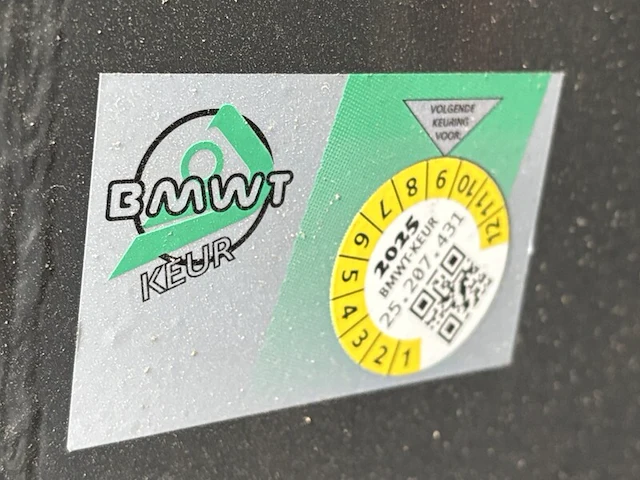 BMWT
KEUR
VOLGENDE
KEURING
VOOR:
1 2 3 4 5 6 7 8 9 10 11 12
2025
BMWT-KEUR
25.207.431